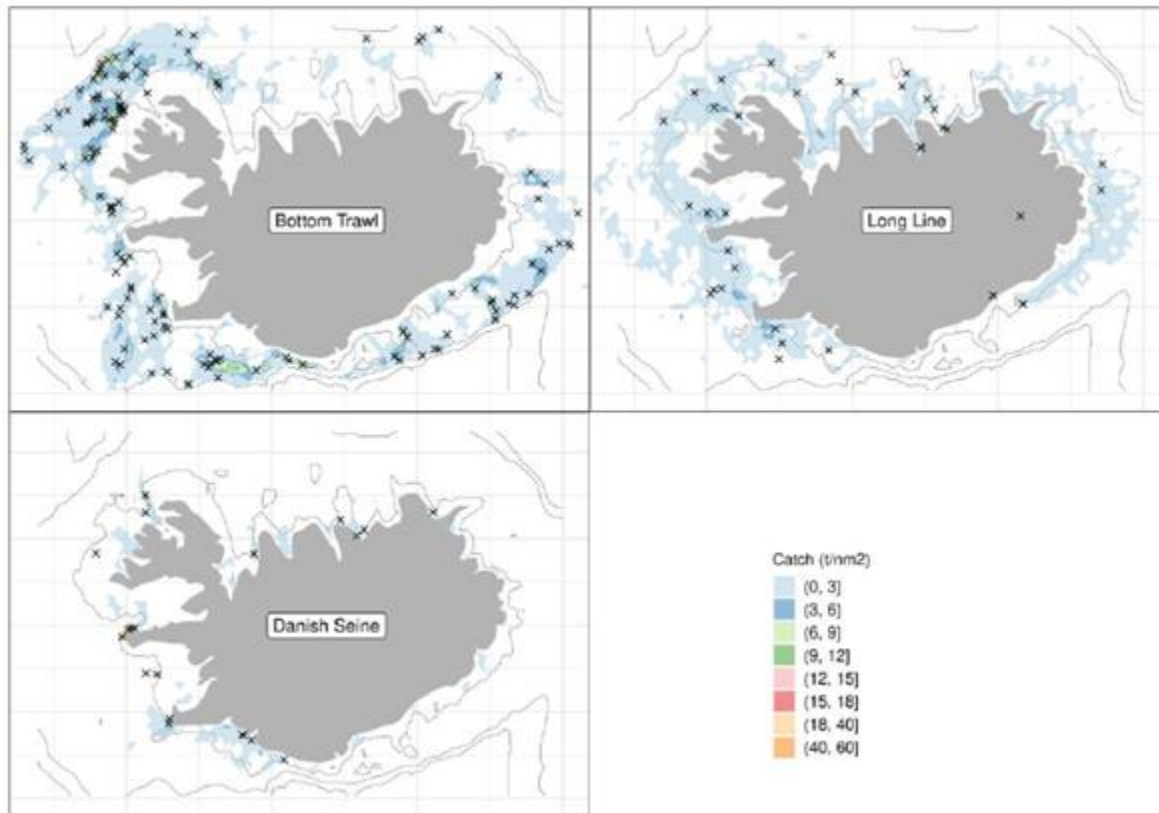 Bottom Trawl
Long Line
Danish Seine
Catch (t/nm2)
(0, 3]
(3, 6]
(6, 9]
(9, 12]
(12, 15]
(15, 18]
(18, 40]
(40, 60]